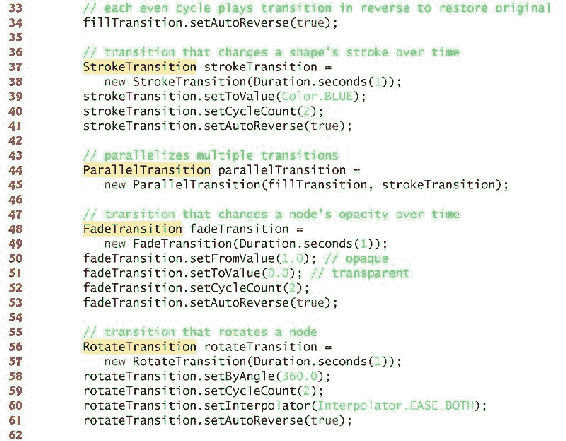 33 // each even cycle plays transition in reverse to restore original
34 fillTransition.setAutoReverse(true);
35
36 // transition that changes a shape's stroke over time
37 StrokeTransition strokeTransition =
38 new StrokeTransition(Duration.seconds(1));
39 strokeTransition.setToValue(Color.BLUE);
40 strokeTransition.setCycleCount(2);
41 strokeTransition.setAutoReverse(true);
42
43 // parallelizes multiple transitions
44 ParallelTransition parallelTransition =
45 new ParallelTransition(fillTransition, strokeTransition);
46
47 // transition that changes a node's opacity over time
48 FadeTransition fadeTransition =
49 new FadeTransition(Duration.seconds(1));
50 fadeTransition.setFromValue(1.0); // opaque
51 fadeTransition.setToValue(0.0); // transparent
52 fadeTransition.setCycleCount(2);
53 fadeTransition.setAutoReverse(true);
54
55 // transition that rotates a node
56 RotateTransition rotateTransition =
57 new RotateTransition(Duration.seconds(1));
58 rotateTransition.setByAngle(360.0);
59 rotateTransition.setCycleCount(2);
60 rotateTransition.setInterpolator(Interpolator.EASE_BOTH);
61 rotateTransition.setAutoReverse(true);
62